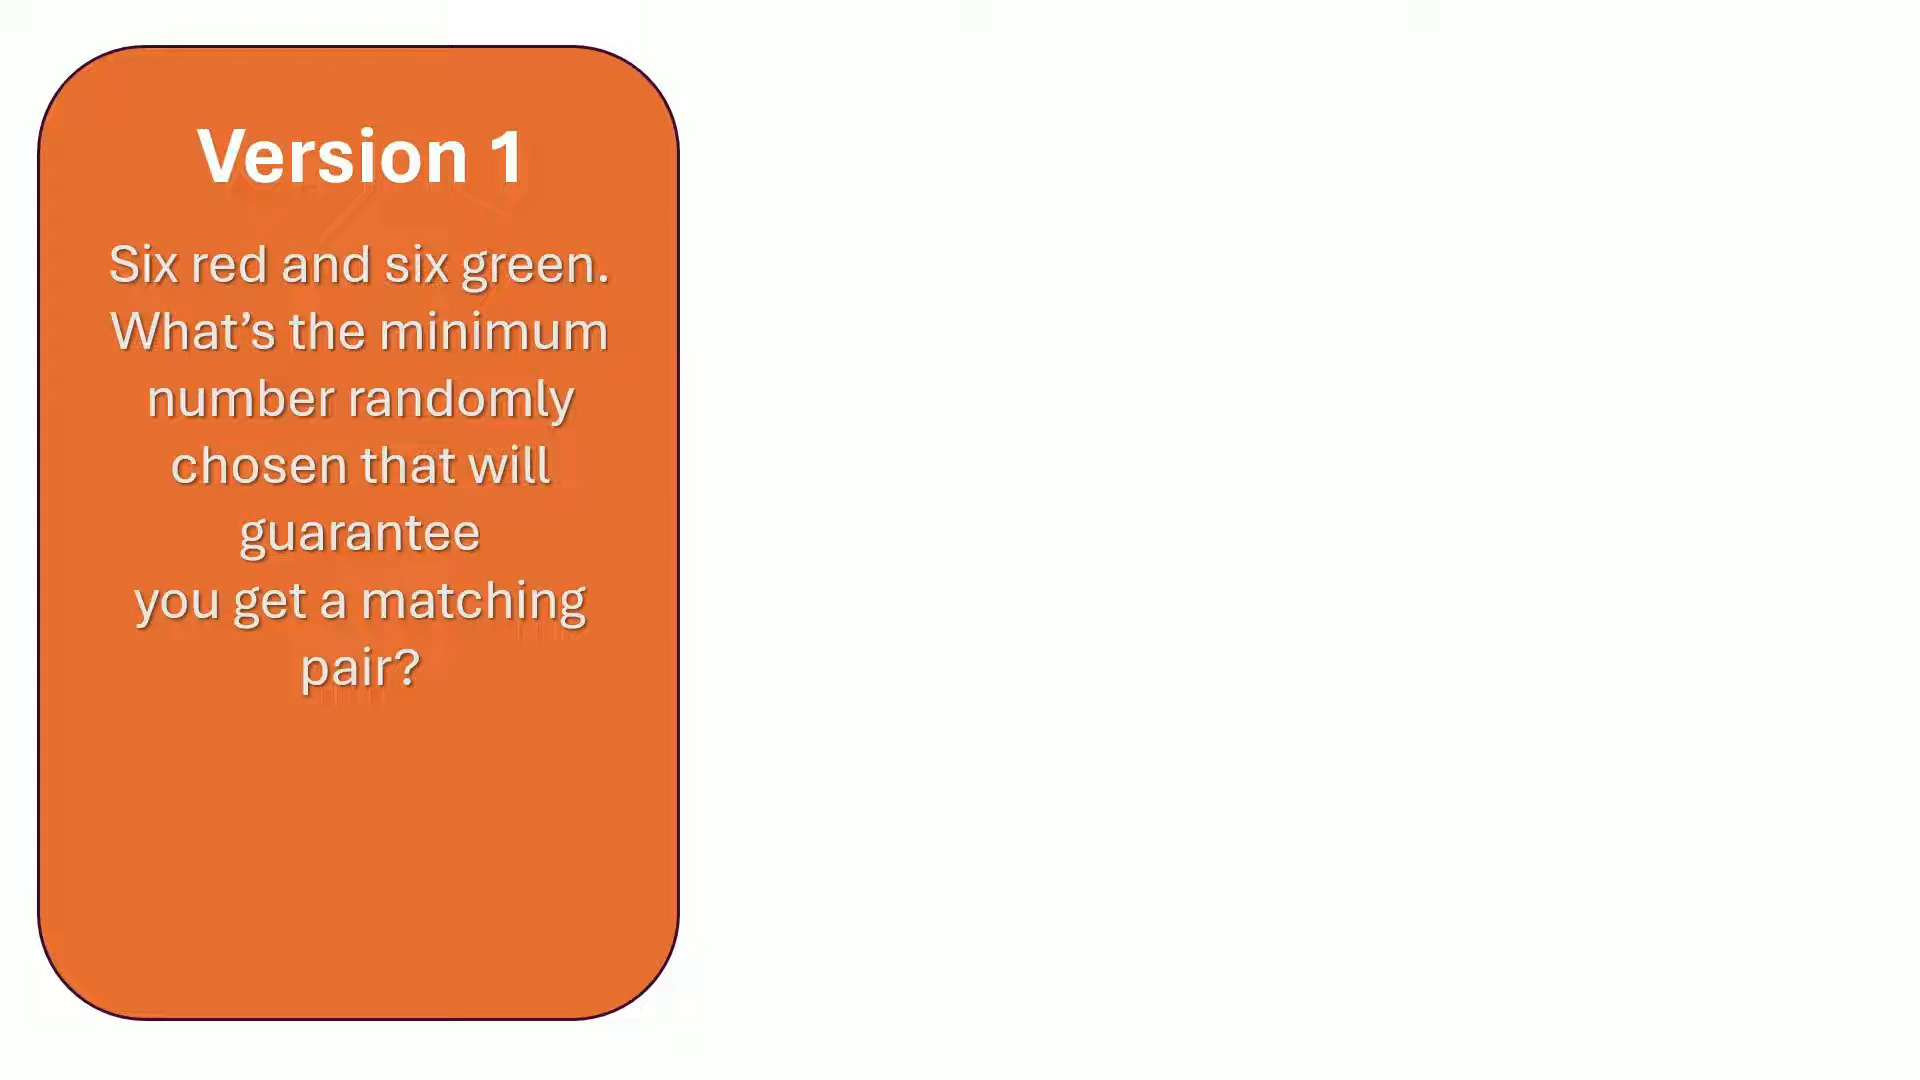 Version 1
Six red and six green.
What’s the minimum
number randomly
chosen that will
guarantee
you get a matching
pair?